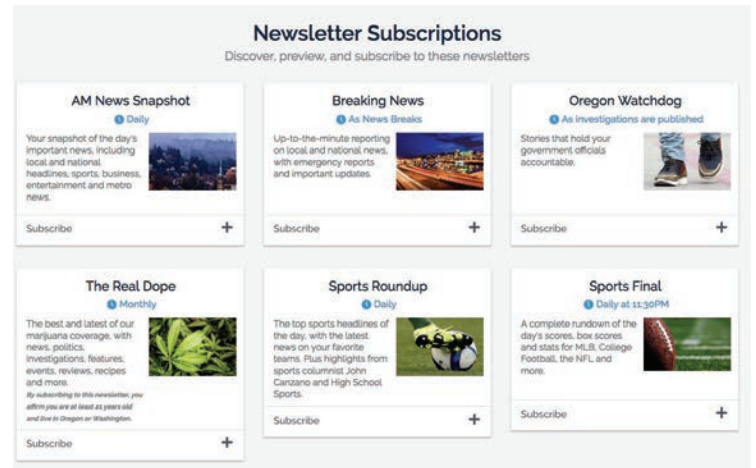 Newsletter Subscriptions
Discover, preview, and subscribe to these newsletters
AM News Snapshot
Daily
Your snapshot of the day's
important news, including
local and national
headlines, sports, business,
entertainment and metro
news.
Subscribe
Breaking News
As News Breaks
Up-to-the-minute reporting
on local and national news,
with emergency reports
and important updates.
Subscribe
Oregon Watchdog
As investigations are published
Stories that hold your
government officials
accountable.
Subscribe
The Real Dope
Monthly
The best and latest of our
marijuana coverage, with
news, politics,
investigations, features,
events, reviews, recipes
and more.
By subscribing to this newsletter, you
affirm you are at least 21 years old
and live in Oregon or Washington.
Subscribe
Sports Roundup
Daily
The top sports headlines of
the day, with the latest
news on your favorite
teams. Plus highlights from
sports columnist John
Canzano and High School
Sports.
Subscribe
Sports Final
Daily at 11:30PM
A complete rundown of the
day's scores, box scores
and stats for MLB, College
Football, the NFL and
more.
Subscribe